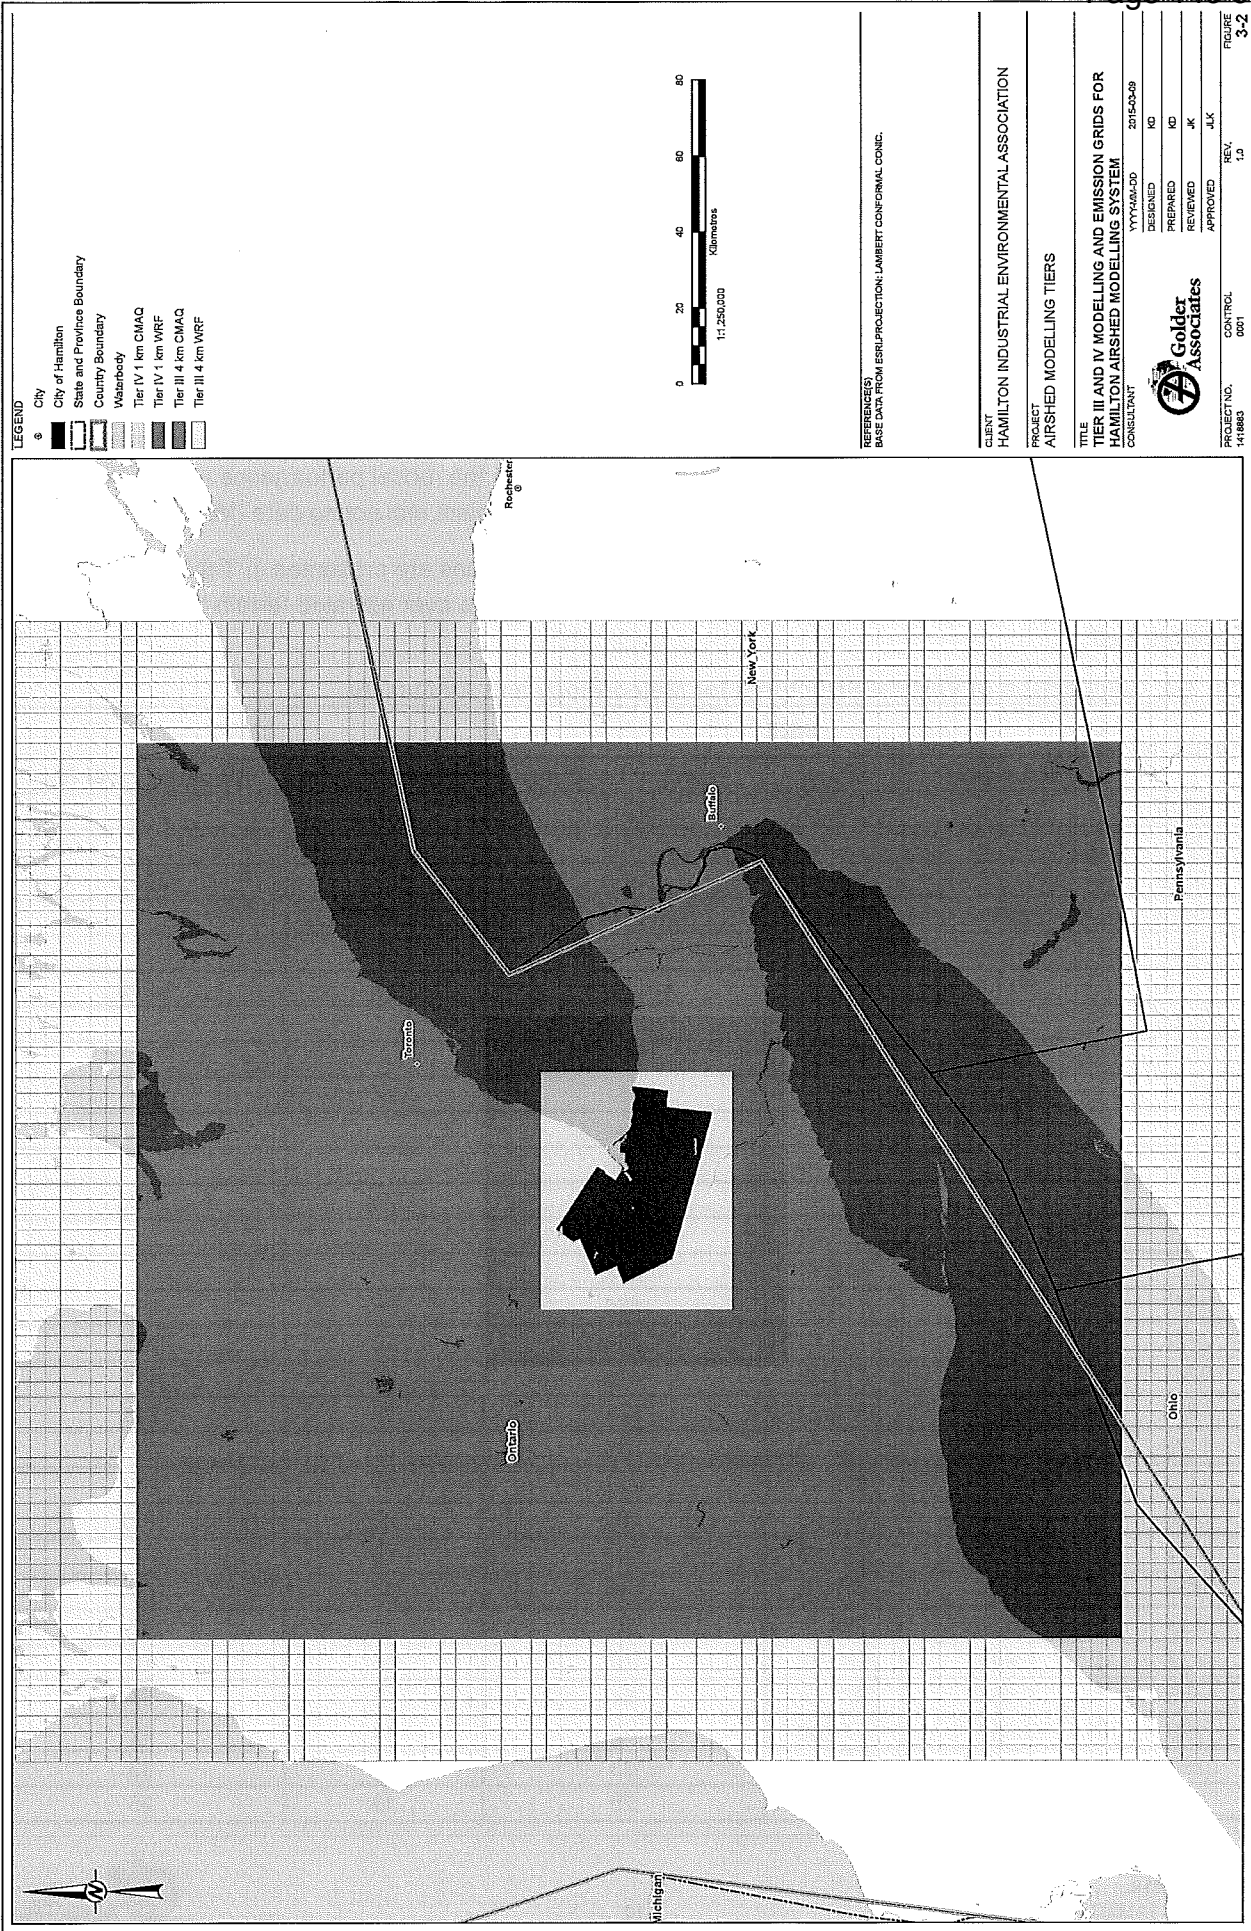 LEGEND
City
City of Hamilton
State and Province Boundary
Country Boundary
Waterbody
Tier IV 1 km CMAQ
Tier IV 1 km WRF
Tier III 4 km CMAQ
Tier III 4 km WRF
0 20 40 60 80
1:1,250,000 Kilometres
REFERENCE(S)
BASE DATA FROM ESRI, PROJECTION: LAMBERT CONFORMAL CONIC.
CLIENT
HAMILTON INDUSTRIAL ENVIRONMENTAL ASSOCIATION
PROJECT
AIRSHED MODELLING TIERS
TITLE
TIER III AND IV MODELLING AND EMISSION GRIDS FOR
HAMILTON AIRSHED MODELLING SYSTEM
CONSULTANT
YYYY-MM-DD 2015-03-09
DESIGNED KD
PREPARED KD
REVIEWED JK
APPROVED JLK
Golder
Associates
PROJECT NO. CONTROL REV. FIGURE
1416883 0001 1.0 3-2
N
Michigan
Ontario
Toronto
Buffalo
Rochester
New York
Pennsylvania
Ohio